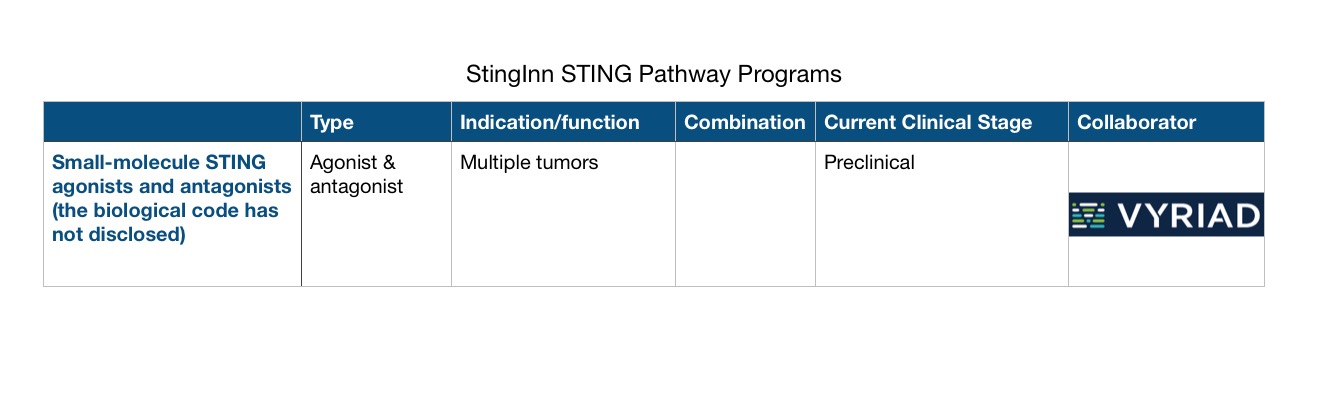 StingInn STING Pathway Programs
Type
Indication/function
Combination
Current Clinical Stage
Collaborator
Small-molecule STING
agonists and antagonists
(the biological code has
not disclosed)
Agonist &
antagonist
Multiple tumors
Preclinical
VYRIAD